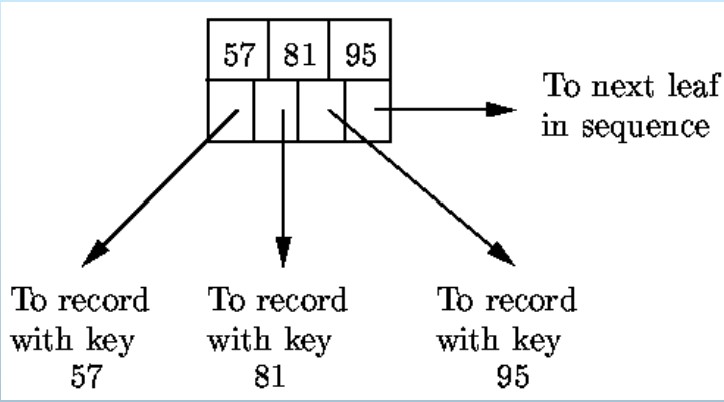 57 81 95
To next leaf
in sequence
To record
with key
57
To record
with key
81
To record
with key
95